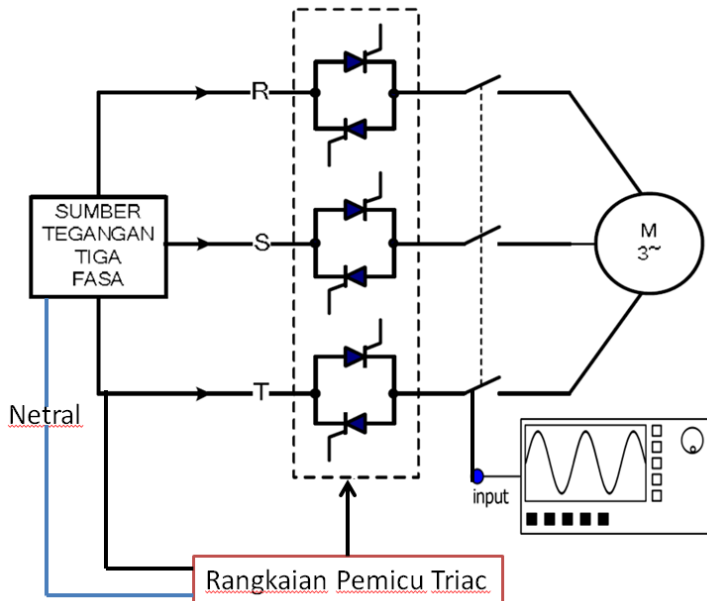 R
SUMBER
TEGANGAN
TIGA
FASA
S
M
3~
T
Netral
input
Rangkaian Pemicu Triac